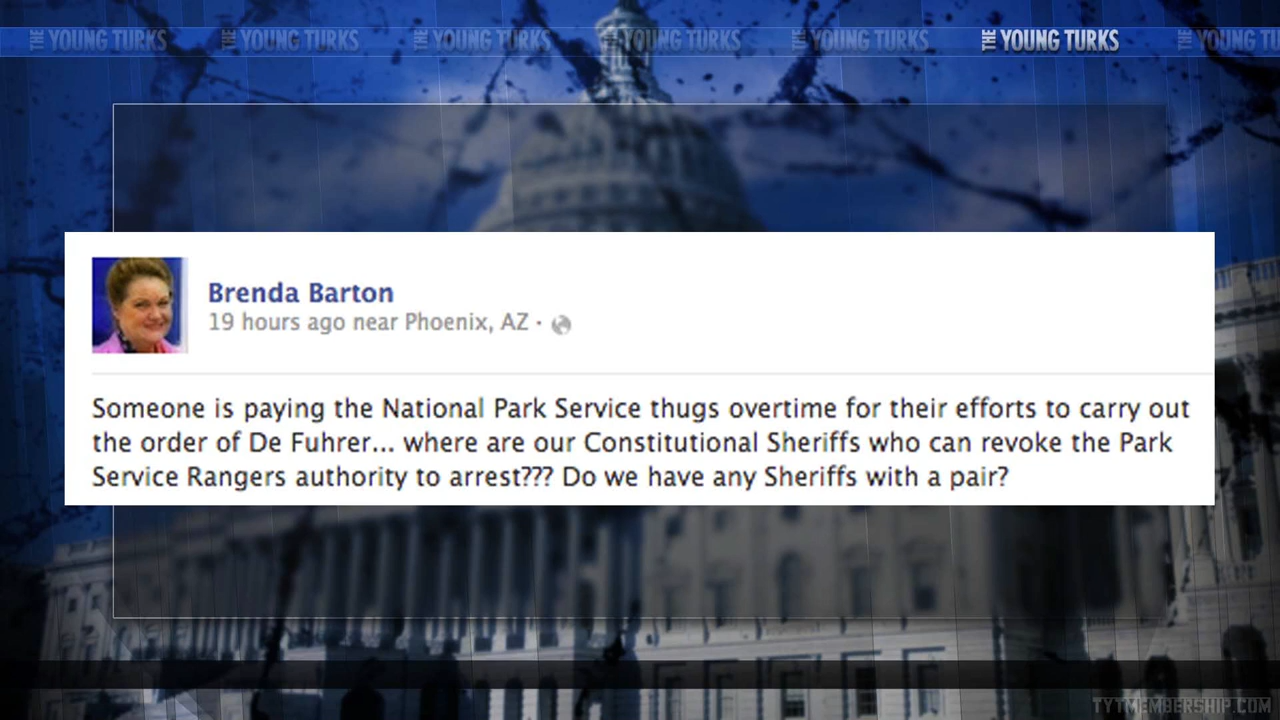 THE YOUNG TURKS THE YOUNG TURKS THE YOUNG TURKS THE YOUNG TURKS THE YOUNG TURKS THE YOUNG TURKS THE YOUNG TU
Brenda Barton
19 hours ago near Phoenix, AZ ·
Someone is paying the National Park Service thugs overtime for their efforts to carry out
the order of De Fuhrer... where are our Constitutional Sheriffs who can revoke the Park
Service Rangers authority to arrest??? Do we have any Sheriffs with a pair?
TYTMEMBERSHIP.COM